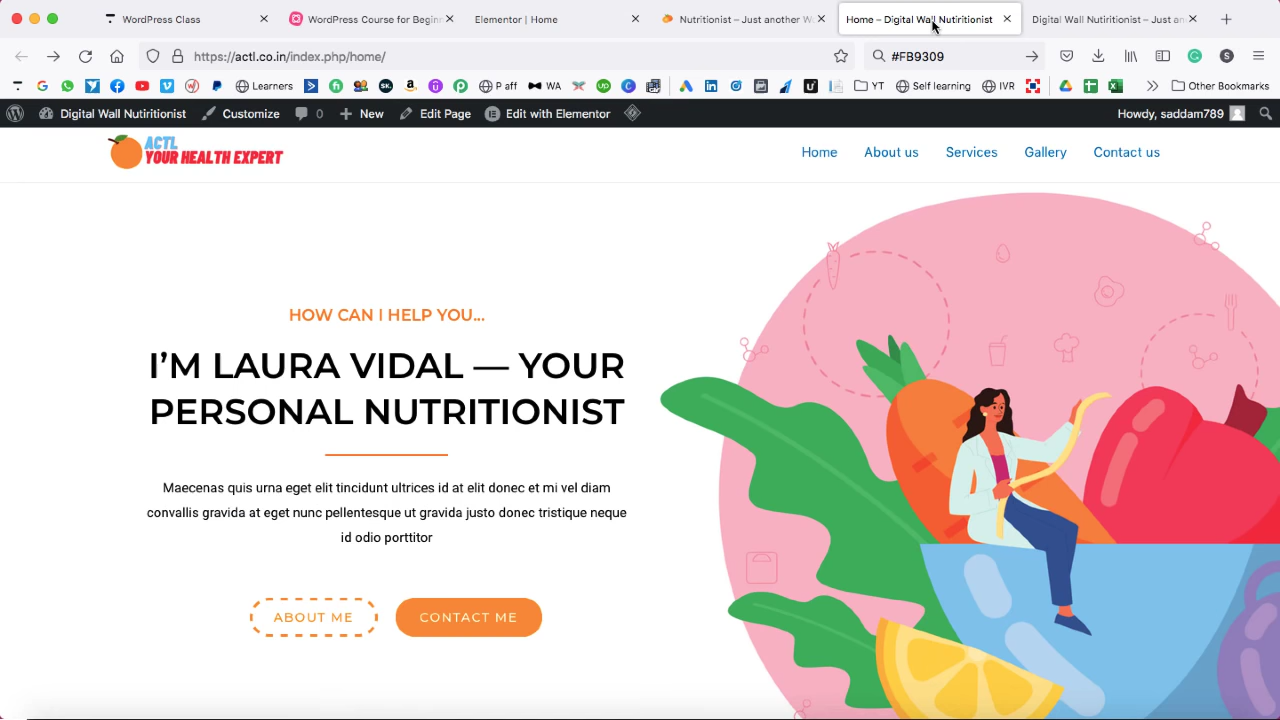 WordPress Class
WordPress Course for Beginn
Elementor | Home
Nutritionist – Just another W
Home – Digital Wall Nutiritionist
Digital Wall Nutiritionist – Just an
https://actl.co.in/index.php/home/
#FB9309
S
Learners
P aff
WA
YT
Self learning
IVR
Other Bookmarks
Digital Wall Nutiritionist
Customize
0
New
Edit Page
Edit with Elementor
Howdy, saddam789
ACTL
YOUR HEALTH EXPERT
Home
About us
Services
Gallery
Contact us
HOW CAN I HELP YOU...
I’M LAURA VIDAL — YOUR
PERSONAL NUTRITIONIST
Maecenas quis urna eget elit tincidunt ultrices id at elit donec et mi vel diam
convallis gravida at eget nunc pellentesque ut gravida justo donec tristique neque
id odio porttitor
ABOUT ME
CONTACT ME